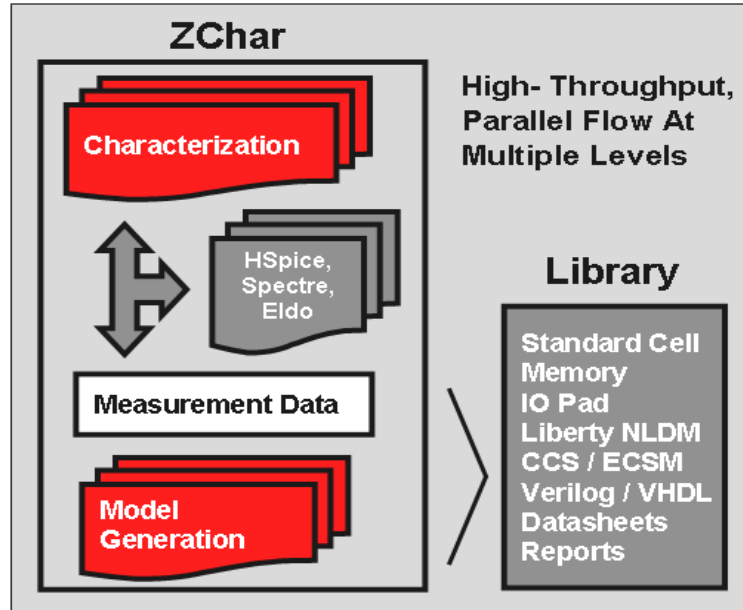 ZChar
Characterization
HSpice,
Spectre,
Eldo
Measurement Data
Model
Generation
High- Throughput,
Parallel Flow At
Multiple Levels
Library
Standard Cell
Memory
IO Pad
Liberty NLDM
CCS / ECSM
Verilog / VHDL
Datasheets
Reports